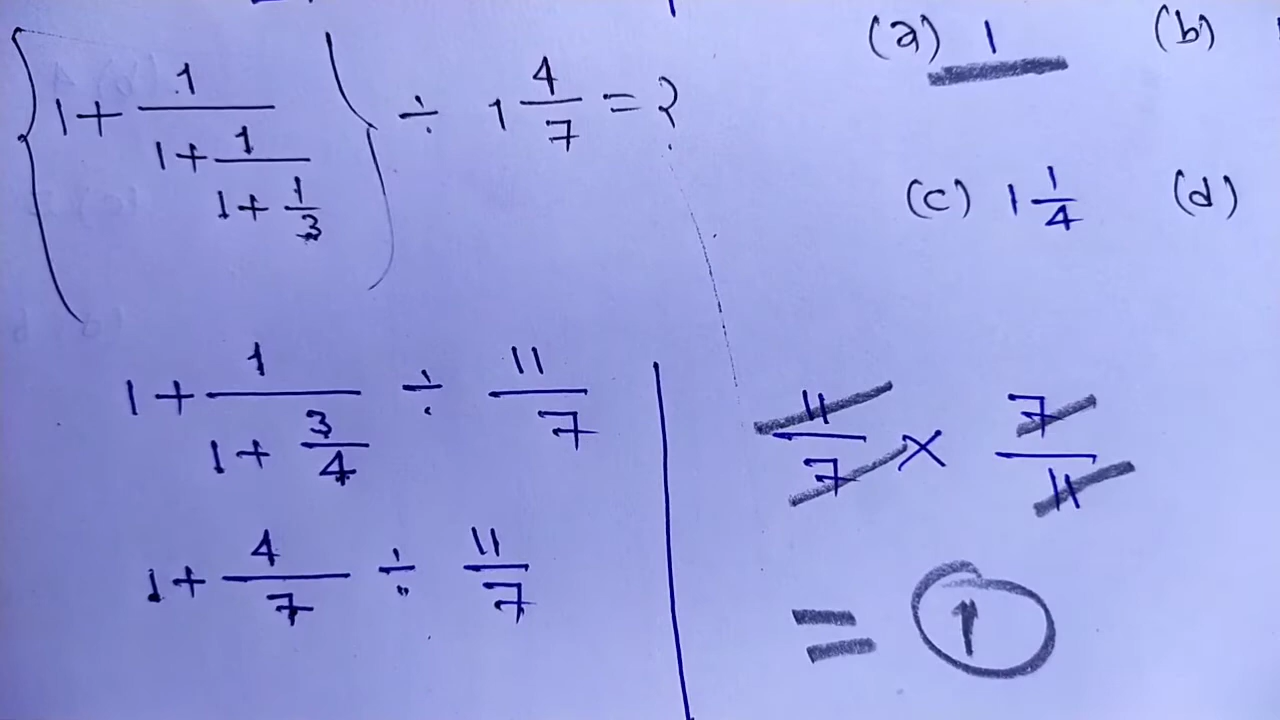 {1 + 1/(1 + 1/(1 + 1/3))} ÷ 1 4/7 = ?
(a) 1 (b)
(c) 1 1/4 (d)
1 + 1/(1 + 3/4) ÷ 11/7
1 + 4/7 ÷ 11/7
11/7 × 7/11
= 1